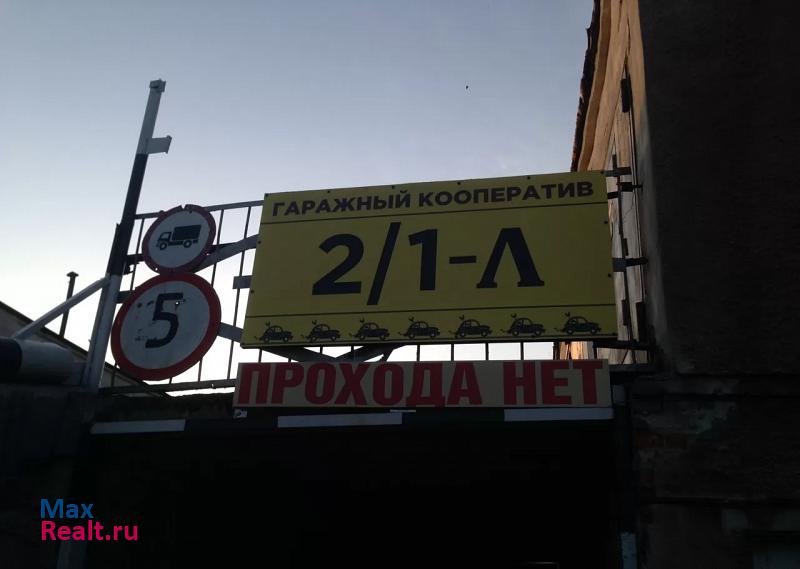 ГАРАЖНЫЙ КООПЕРАТИВ
2/1-Л
5
ПРОХОДА НЕТ
Max
Realt.ru